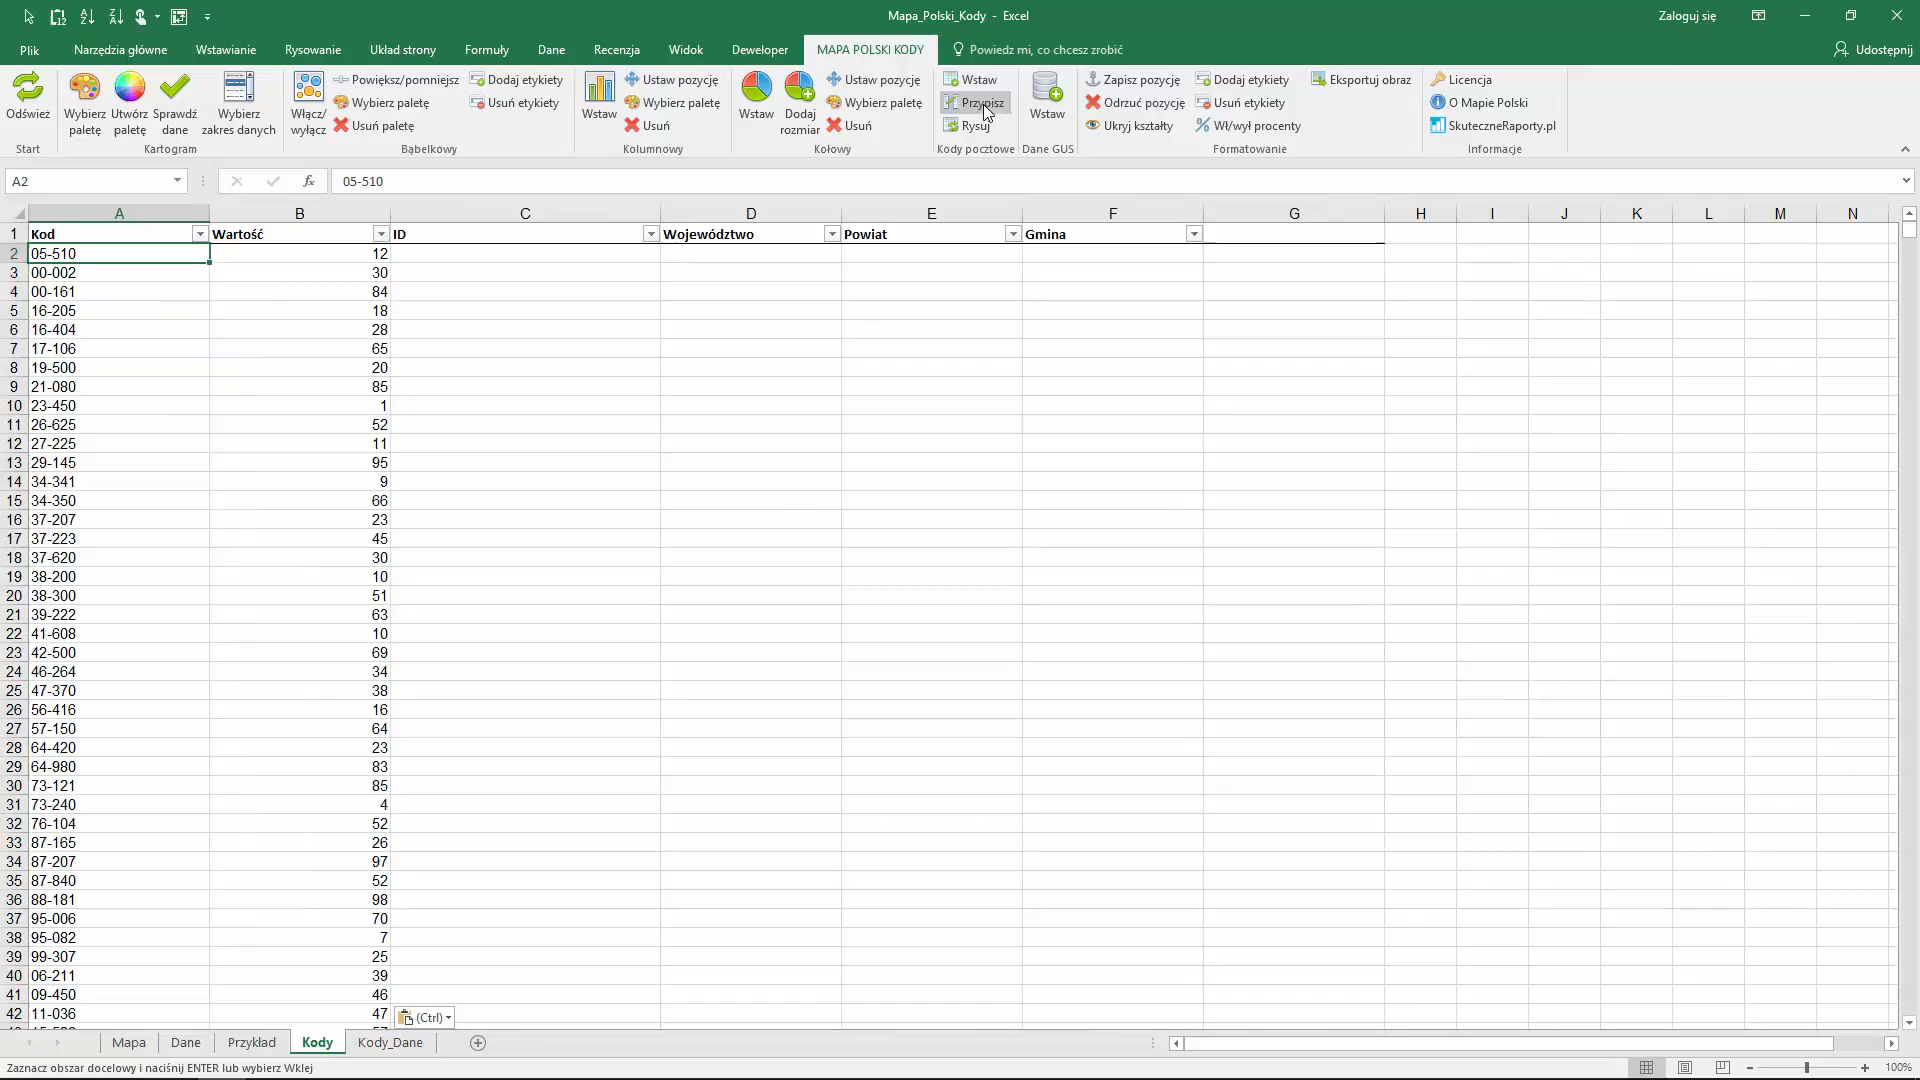 Mapa_Polski_Kody - Excel
Zaloguj się
Plik Narzędzia główne Wstawianie Rysowanie Układ strony Formuły Dane Recenzja Widok Deweloper MAPA POLSKI KODY Powiedz mi, co chcesz zrobić Udostępnij
Odśwież
Start
Wybierz paletę
Utwórz paletę
Sprawdź dane
Wybierz zakres danych
Kartogram
Włącz/ wyłącz
Powiększ/pomniejsz
Wybierz paletę
Usuń paletę
Dodaj etykiety
Usuń etykiety
Bąbelkowy
Wstaw
Ustaw pozycję
Wybierz paletę
Usuń
Kolumnowy
Wstaw
Dodaj rozmiar
Ustaw pozycję
Wybierz paletę
Usuń
Kołowy
Wstaw
Przypisz
Rysuj
Kody pocztowe
Wstaw
Dane GUS
Zapisz pozycję
Odrzuć pozycję
Ukryj kształty
Dodaj etykiety
Usuń etykiety
Wł/wył procenty
Eksportuj obraz
Formatowanie
Licencja
O Mapie Polski
SkuteczneRaporty.pl
Informacje
A2 fx 05-510
A B C D E F G H I J K L M N
1 Kod Wartość ID Województwo Powiat Gmina
2 05-510 12
3 00-002 30
4 00-161 84
5 16-205 18
6 16-404 28
7 17-106 65
8 19-500 20
9 21-080 85
10 23-450 1
11 26-625 52
12 27-225 11
13 29-145 95
14 34-341 9
15 34-350 66
16 37-207 23
17 37-223 45
18 37-620 30
19 38-200 10
20 38-300 51
21 39-222 63
22 41-608 10
23 42-500 69
24 46-264 34
25 47-370 38
26 56-416 16
27 57-150 64
28 64-420 23
29 64-980 83
30 73-121 85
31 73-240 4
32 76-104 52
33 87-165 26
34 87-207 97
35 87-840 52
36 88-181 98
37 95-006 70
38 95-082 7
39 99-307 25
40 06-211 39
41 09-450 46
42 11-036 47 (Ctrl)
Mapa Dane Przykład Kody Kody_Dane
Zaznacz obszar docelowy i naciśnij ENTER lub wybierz Wklej
100%